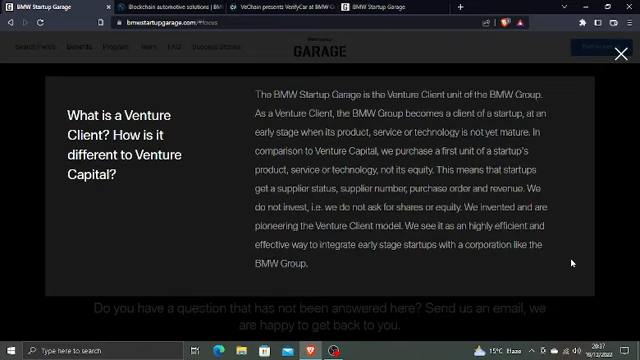 BMW Startup Garage
Blockchain automotive solutions |
VeChain presents VerifyCar at BMW
BMW Startup Garage
bmwstartupgarage.com/#focus
Search Fields Benefits Program Team FAQ Success Stories
GARAGE
What is a Venture
Client? How is it
different to Venture
Capital?
The BMW Startup Garage is the Venture Client unit of the BMW Group.
As a Venture Client, the BMW Group becomes a client of a startup, at an
early stage when its product, service or technology is not yet mature. In
comparison to Venture Capital, we purchase a first unit of a startup's
product, service or technology, not its equity. This means that startups
get a supplier status, supplier number, purchase order and revenue. We
do not invest, i.e. we do not ask for shares or equity. We invented and are
pioneering the Venture Client model. We see it as an highly efficient and
effective way to integrate early stage startups with a corporation like the
BMW Group.
Do you have a question that has not been answered here? Send us an email, we
are happy to get back to you.
Type here to search
15°C Haze
20:37
19/12/2022